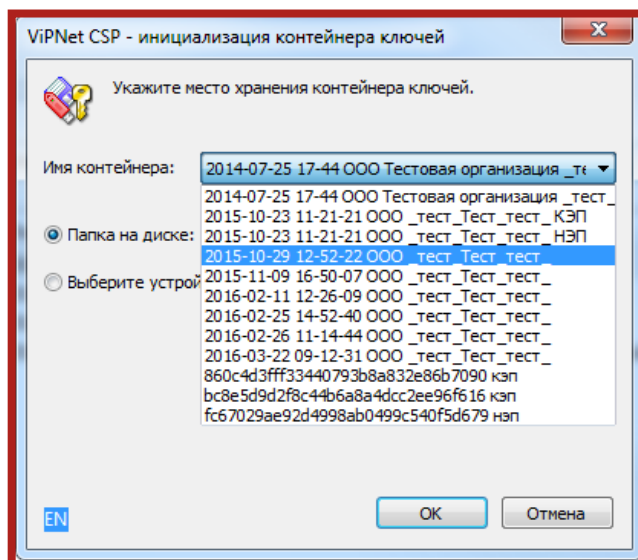 ViPNet CSP - инициализация контейнера ключей
X
Укажите место хранения контейнера ключей.
Имя контейнера:
2014-07-25 17-44 ООО Тестовая организация _те
2014-07-25 17-44 ООО Тестовая организация _тест_
2015-10-23 11-21-21 ООО _тест_Тест_тест_ КЭП
Папка на диске:
2015-10-23 11-21-21 ООО _тест_Тест_тест_ НЭП
2015-10-29 12-52-22 ООО _тест_Тест_тест_
Выберите устрой
2015-11-09 16-50-07 ООО _тест_Тест_тест_
2016-02-11 12-26-09 ООО _тест_Тест_тест_
2016-02-25 14-52-40 ООО _тест_Тест_тест_
2016-02-26 11-14-44 ООО _тест_Тест_тест_
2016-03-22 09-12-31 ООО _тест_Тест_тест_
860c4d3fff33440793b8a832e86b7090 кэп
bc8e5d9d2f8c44b6a8a4dcc2ee96f616 кэп
fc67029ae92d4998ab0499c540f5d679 нэп
EN
OK
Отмена